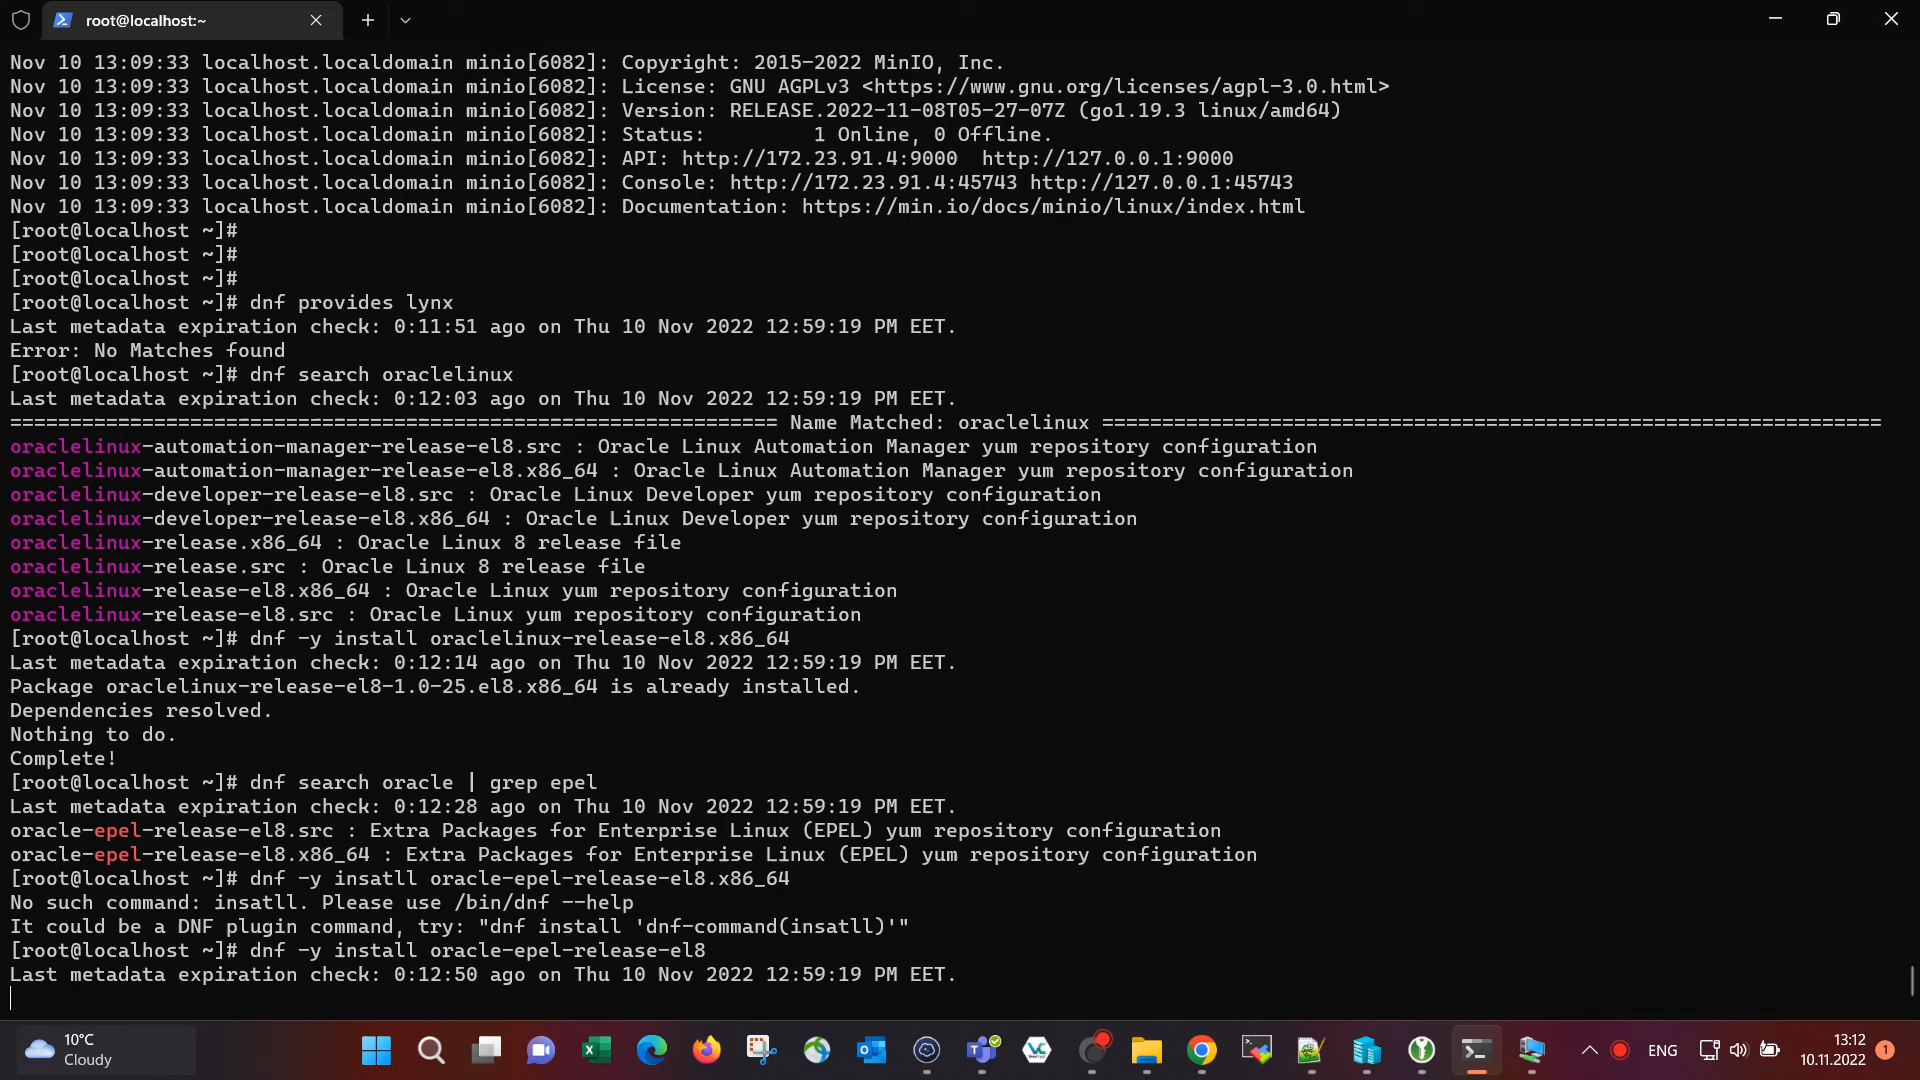 root@localhost:~
Nov 10 13:09:33 localhost.localdomain minio[6082]: Copyright: 2015-2022 MinIO, Inc.
Nov 10 13:09:33 localhost.localdomain minio[6082]: License: GNU AGPLv3 <https://www.gnu.org/licenses/agpl-3.0.html>
Nov 10 13:09:33 localhost.localdomain minio[6082]: Version: RELEASE.2022-11-08T05-27-07Z (go1.19.3 linux/amd64)
Nov 10 13:09:33 localhost.localdomain minio[6082]: Status:         1 Online, 0 Offline.
Nov 10 13:09:33 localhost.localdomain minio[6082]: API: http://172.23.91.4:9000  http://127.0.0.1:9000
Nov 10 13:09:33 localhost.localdomain minio[6082]: Console: http://172.23.91.4:45743 http://127.0.0.1:45743
Nov 10 13:09:33 localhost.localdomain minio[6082]: Documentation: https://min.io/docs/minio/linux/index.html
[root@localhost ~]#
[root@localhost ~]#
[root@localhost ~]#
[root@localhost ~]# dnf provides lynx
Last metadata expiration check: 0:11:51 ago on Thu 10 Nov 2022 12:59:19 PM EET.
Error: No Matches found
[root@localhost ~]# dnf search oraclelinux
Last metadata expiration check: 0:12:03 ago on Thu 10 Nov 2022 12:59:19 PM EET.
================================================================ Name Matched: oraclelinux =================================================================
oraclelinux-automation-manager-release-el8.src : Oracle Linux Automation Manager yum repository configuration
oraclelinux-automation-manager-release-el8.x86_64 : Oracle Linux Automation Manager yum repository configuration
oraclelinux-developer-release-el8.src : Oracle Linux Developer yum repository configuration
oraclelinux-developer-release-el8.x86_64 : Oracle Linux Developer yum repository configuration
oraclelinux-release.x86_64 : Oracle Linux 8 release file
oraclelinux-release.src : Oracle Linux 8 release file
oraclelinux-release-el8.x86_64 : Oracle Linux yum repository configuration
oraclelinux-release-el8.src : Oracle Linux yum repository configuration
[root@localhost ~]# dnf -y install oraclelinux-release-el8.x86_64
Last metadata expiration check: 0:12:14 ago on Thu 10 Nov 2022 12:59:19 PM EET.
Package oraclelinux-release-el8-1.0-25.el8.x86_64 is already installed.
Dependencies resolved.
Nothing to do.
Complete!
[root@localhost ~]# dnf search oracle | grep epel
Last metadata expiration check: 0:12:28 ago on Thu 10 Nov 2022 12:59:19 PM EET.
oracle-epel-release-el8.src : Extra Packages for Enterprise Linux (EPEL) yum repository configuration
oracle-epel-release-el8.x86_64 : Extra Packages for Enterprise Linux (EPEL) yum repository configuration
[root@localhost ~]# dnf -y insatll oracle-epel-release-el8.x86_64
No such command: insatll. Please use /bin/dnf --help
It could be a DNF plugin command, try: "dnf install 'dnf-command(insatll)'"
[root@localhost ~]# dnf -y install oracle-epel-release-el8
Last metadata expiration check: 0:12:50 ago on Thu 10 Nov 2022 12:59:19 PM EET.
10°C
Cloudy
ENG
13:12
10.11.2022
1